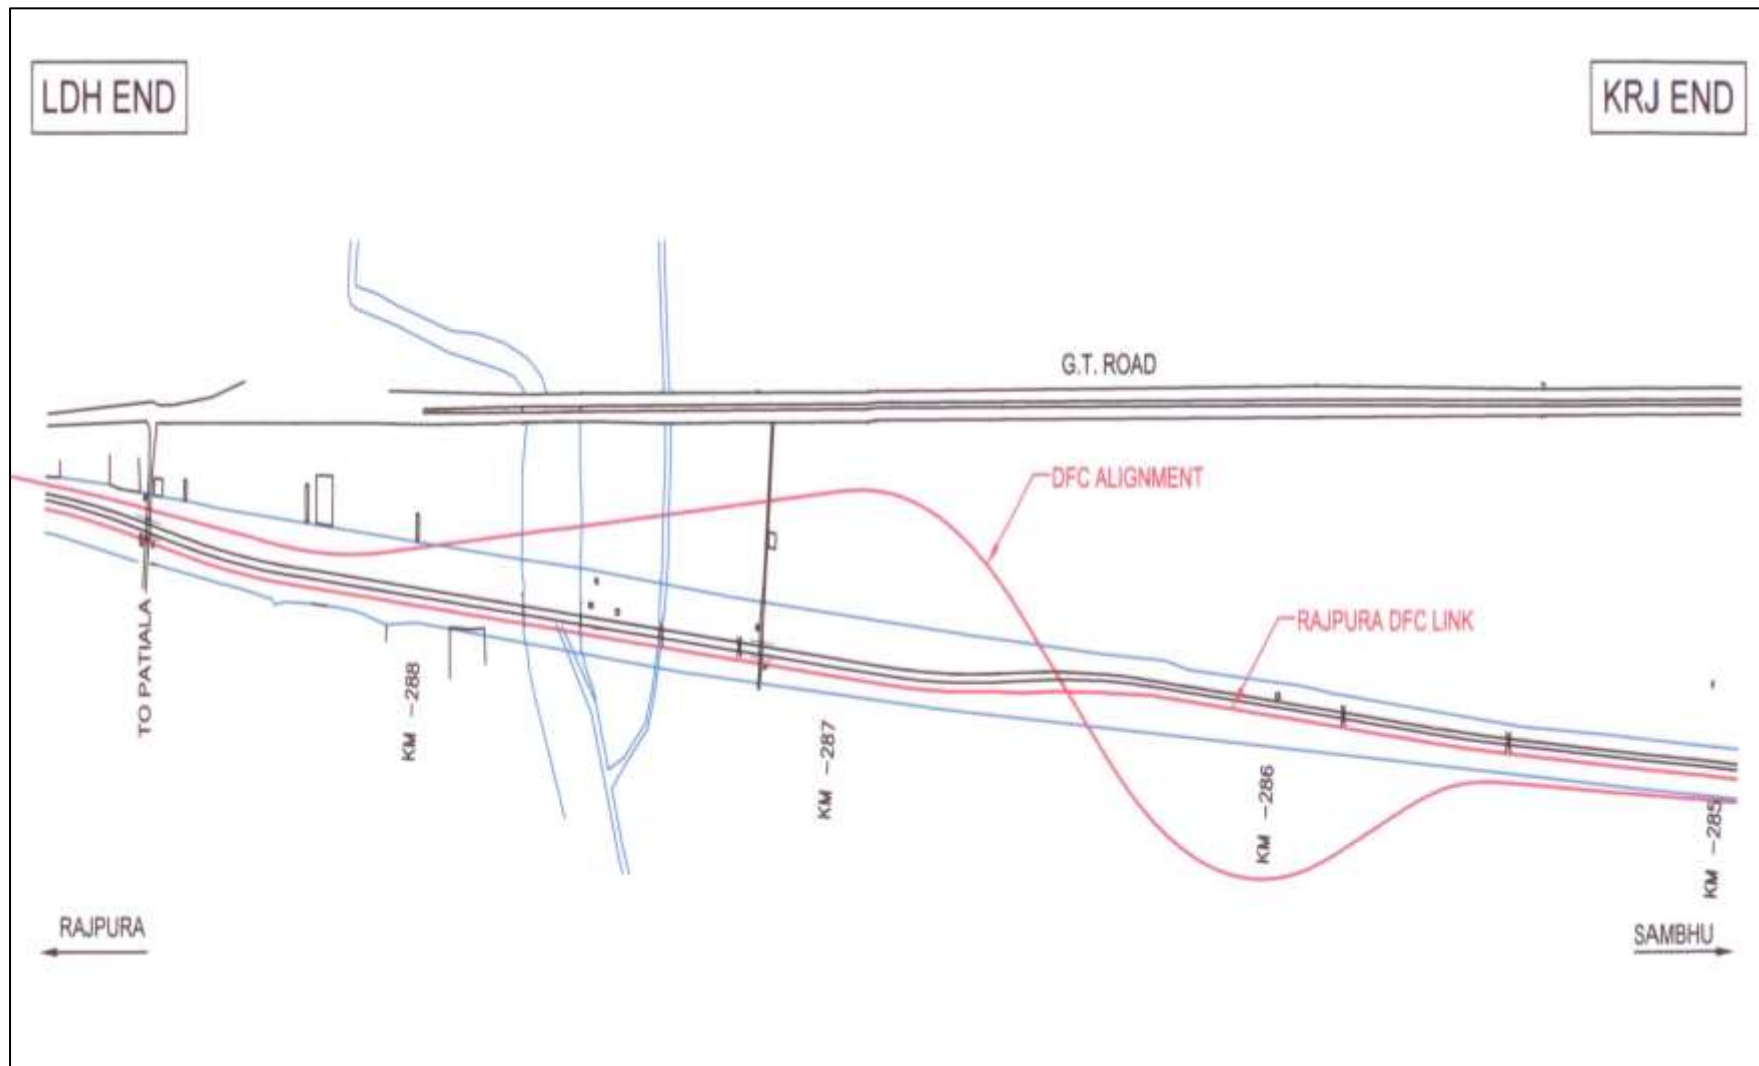 LDH END
KRJ END
G.T. ROAD
DFC ALIGNMENT
RAJPURA DFC LINK
TO PATIALA
KM -288
KM -287
KM -286
KM -285
RAJPURA
SAMBHU